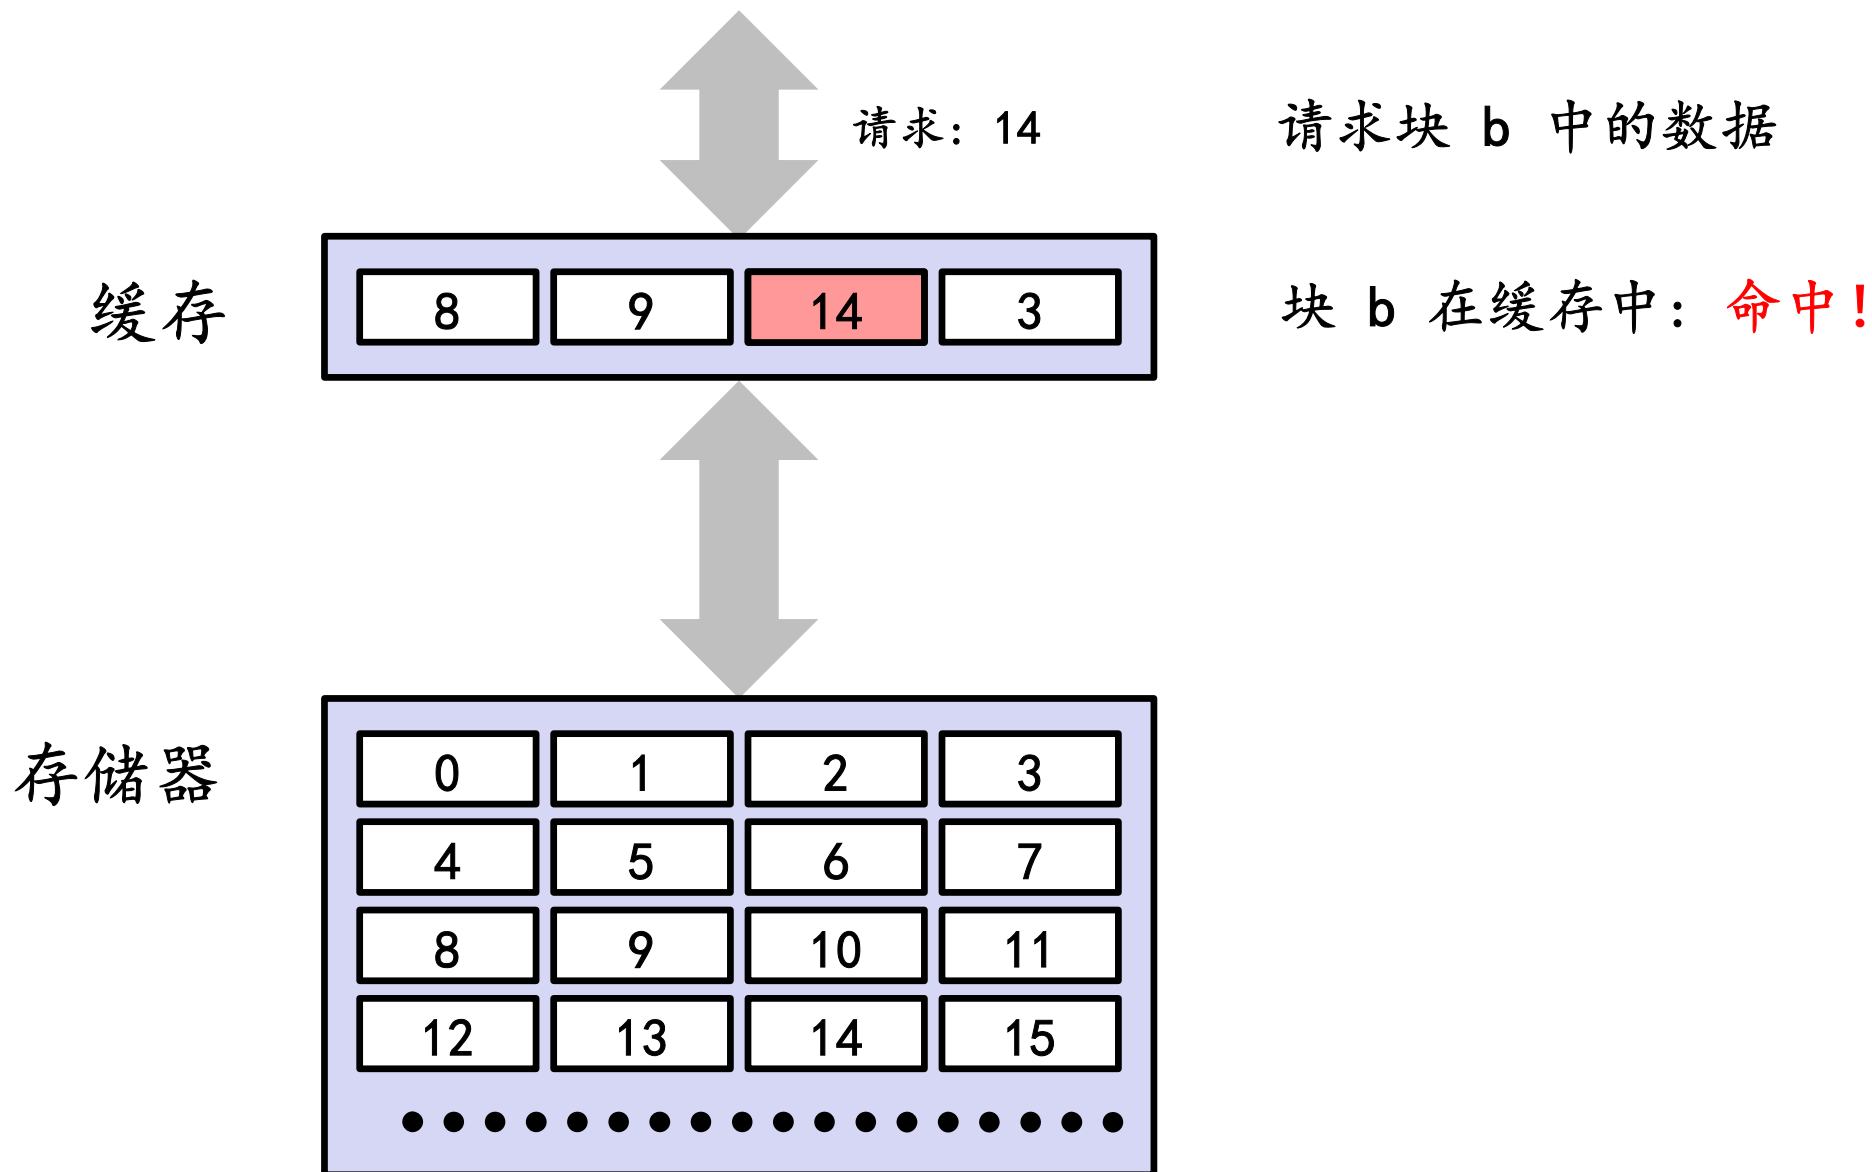 请求: 14
请求块 b 中的数据
缓存
8 9 14 3
块 b 在缓存中: 命中!
存储器
0 1 2 3
4 5 6 7
8 9 10 11
12 13 14 15